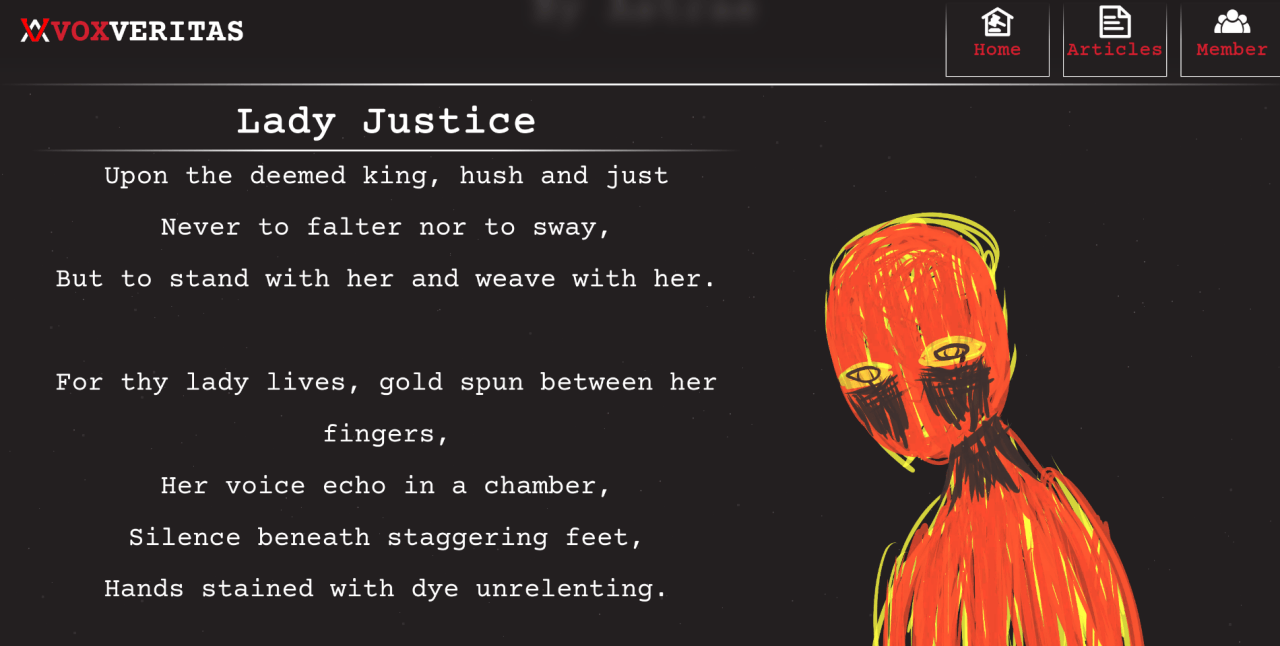 VOXVERITAS
Home
Articles
Member
Lady Justice
Upon the deemed king, hush and just
Never to falter nor to sway,
But to stand with her and weave with her.
For thy lady lives, gold spun between her
fingers,
Her voice echo in a chamber,
Silence beneath staggering feet,
Hands stained with dye unrelenting.